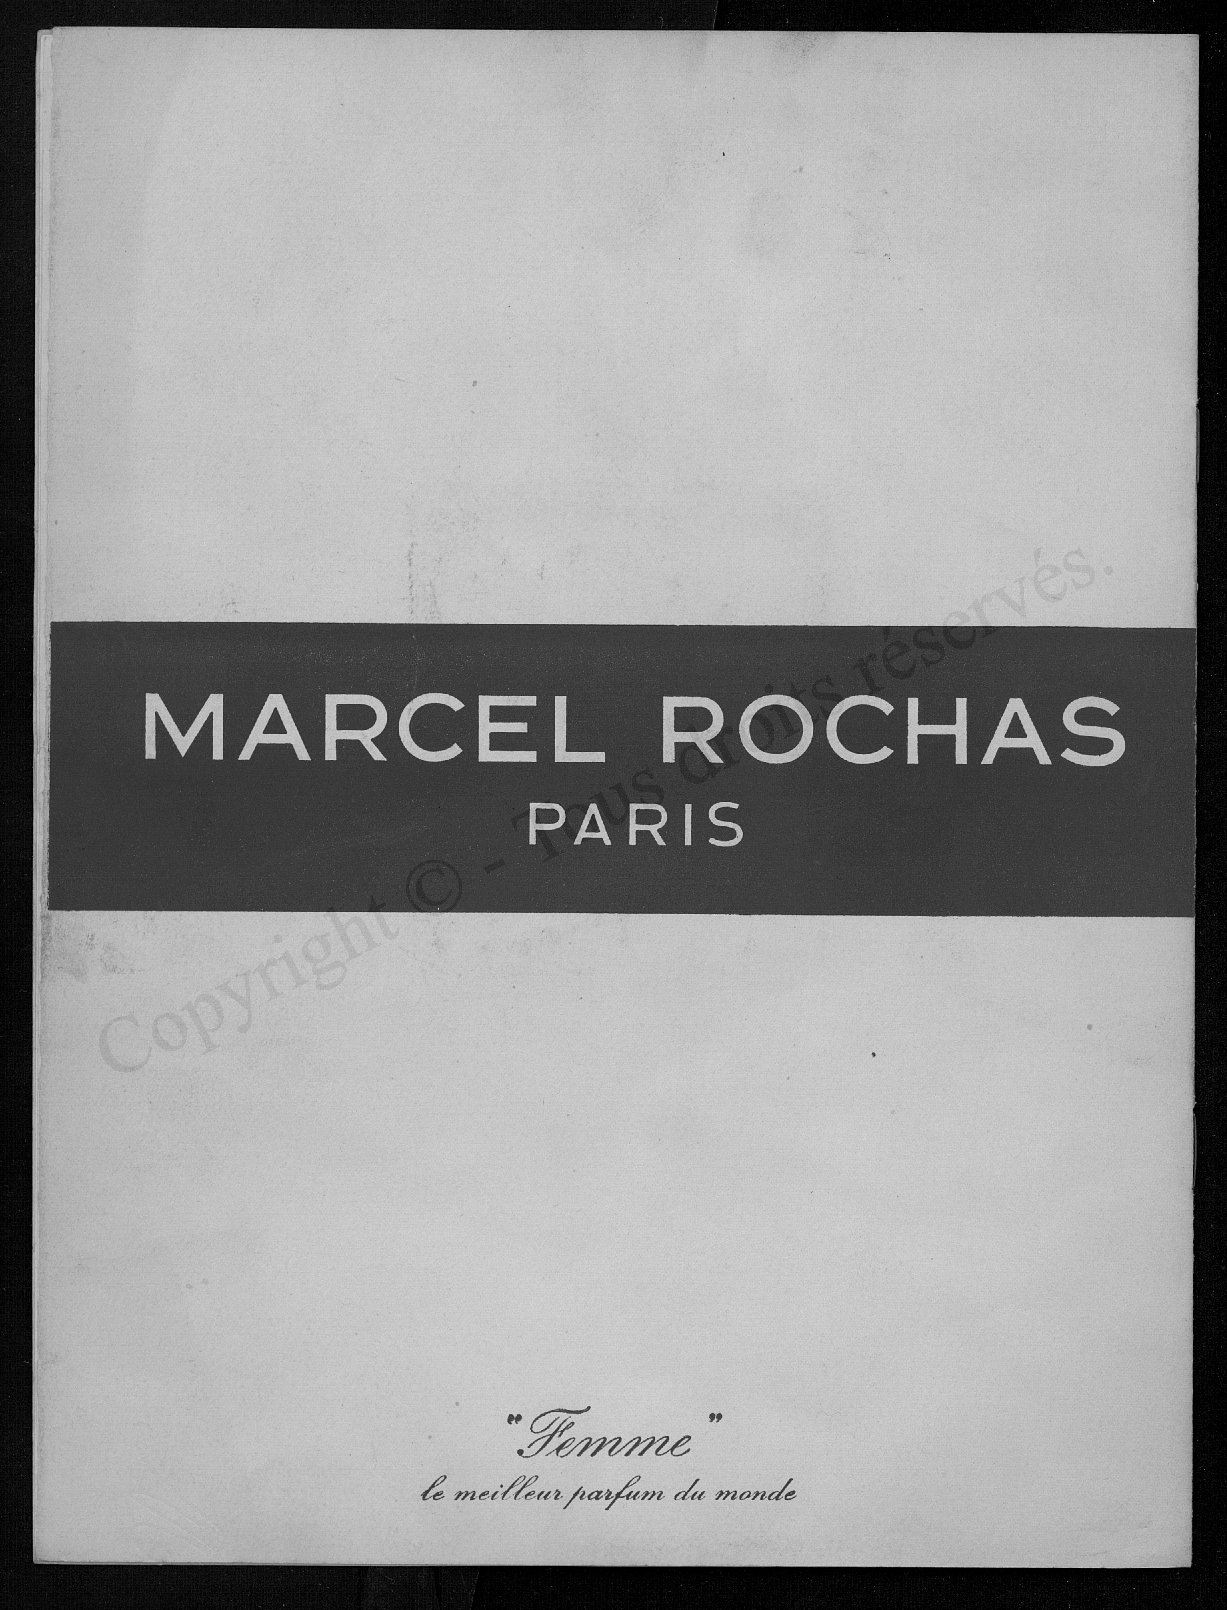 MARCEL ROCHAS
PARIS
"Femme"
le meilleur parfum du monde
Copyright © - Tous droits réservés.